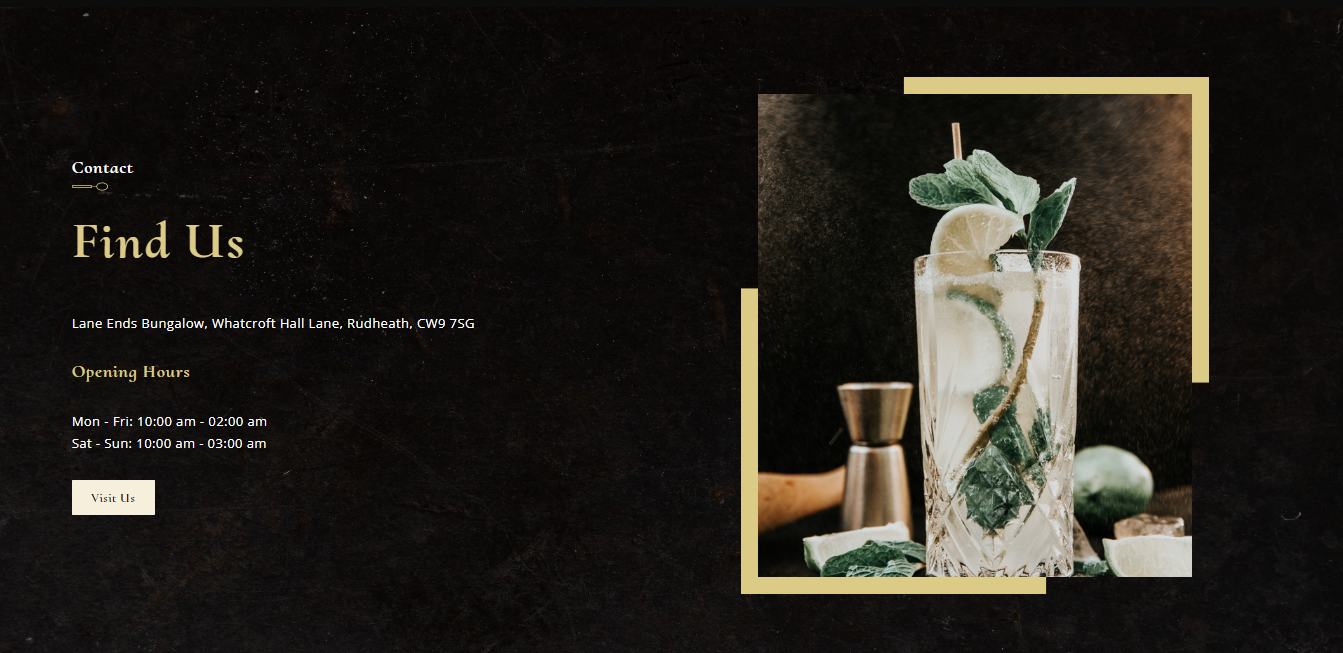 Contact
Find Us
Lane Ends Bungalow, Whatcroft Hall Lane, Rudheath, CW9 7SG
Opening Hours
Mon - Fri: 10:00 am - 02:00 am
Sat - Sun: 10:00 am - 03:00 am
Visit Us